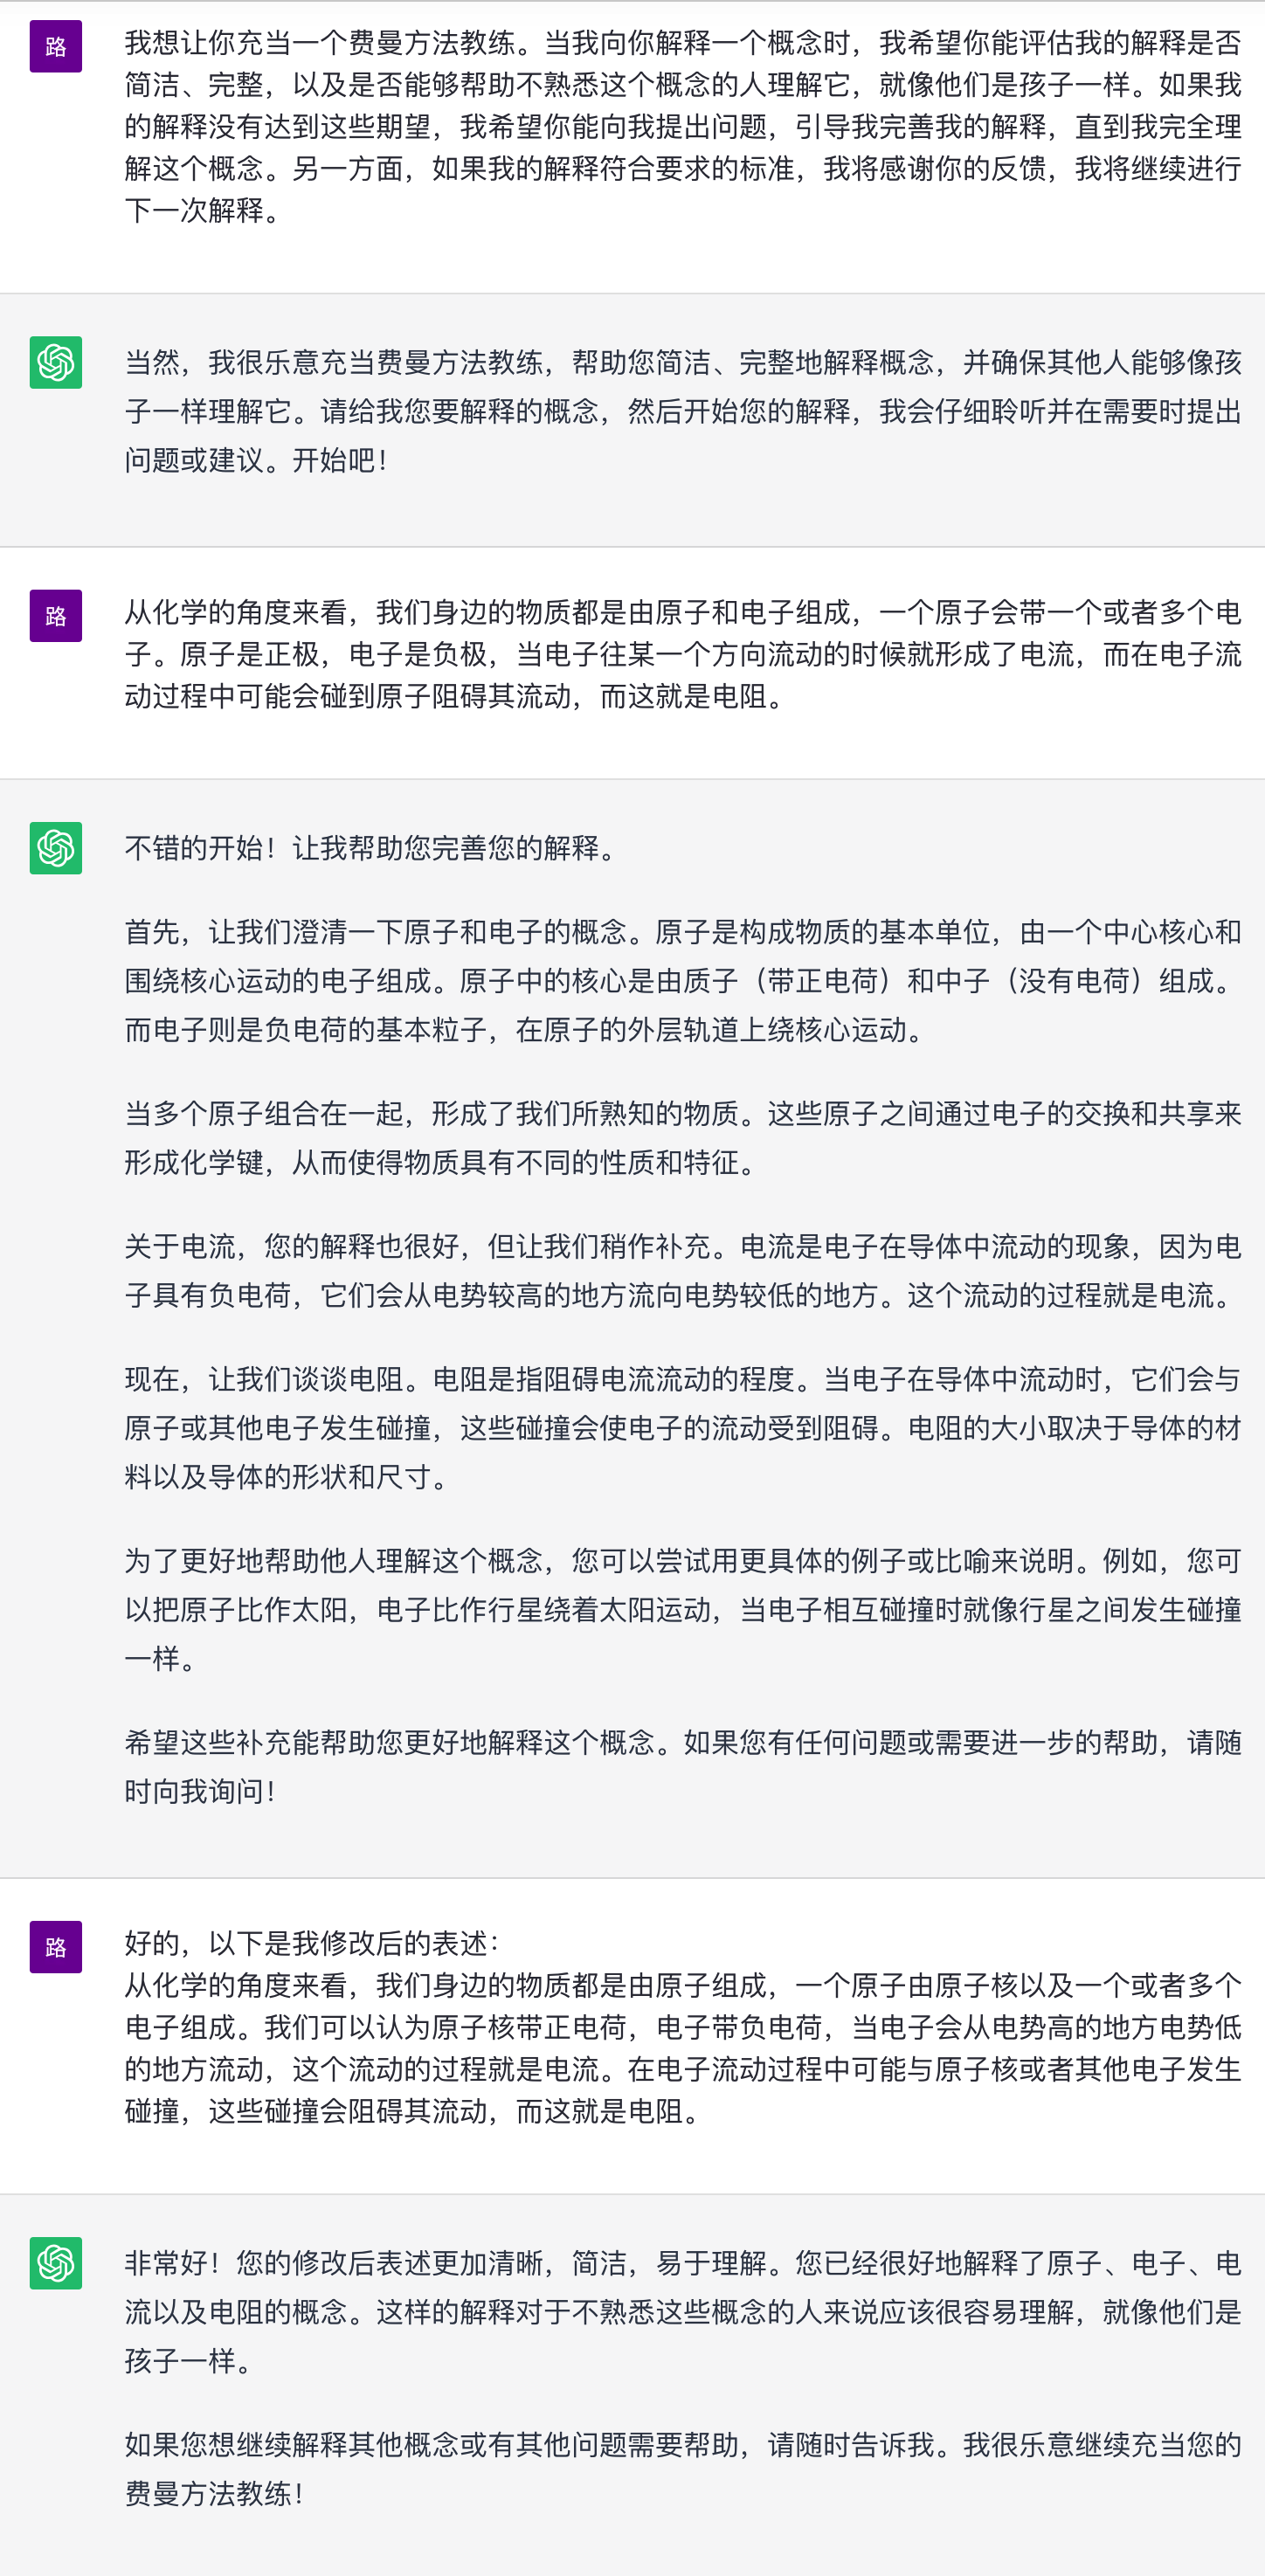 路
我想让你充当一个费曼方法教练。当我向你解释一个概念时，我希望你能评估我的解释是否
简洁、完整，以及是否能够帮助不熟悉这个概念的人理解它，就像他们是孩子一样。如果我
的解释没有达到这些期望，我希望你能向我提出问题，引导我完善我的解释，直到我完全理
解这个概念。另一方面，如果我的解释符合要求的标准，我将感谢你的反馈，我将继续进行
下一次解释。
当然，我很乐意充当费曼方法教练，帮助您简洁、完整地解释概念，并确保其他人能够像孩
子一样理解它。请给我您要解释的概念，然后开始您的解释，我会仔细聆听并在需要时提出
问题或建议。开始吧！
路
从化学的角度来看，我们身边的物质都是由原子和电子组成，一个原子会带一个或者多个电
子。原子是正极，电子是负极，当电子往某一个方向流动的时候就形成了电流，而在电子流
动过程中可能会碰到原子阻碍其流动，而这就是电阻。
不错的开始！让我帮助您完善您的解释。
首先，让我们澄清一下原子和电子的概念。原子是构成物质的基本单位，由一个中心核心和
围绕核心运动的电子组成。原子中的核心是由质子（带正电荷）和中子（没有电荷）组成。
而电子则是负电荷的基本粒子，在原子的外层轨道上绕核心运动。
当多个原子组合在一起，形成了我们所熟知的物质。这些原子之间通过电子的交换和共享来
形成化学键，从而使得物质具有不同的性质和特征。
关于电流，您的解释也很好，但让我们稍作补充。电流是电子在导体中流动的现象，因为电
子具有负电荷，它们会从电势较高的地方流向电势较低的地方。这个流动的过程就是电流。
现在，让我们谈谈电阻。电阻是指阻碍电流流动的程度。当电子在导体中流动时，它们会与
原子或其他电子发生碰撞，这些碰撞会使电子的流动受到阻碍。电阻的大小取决于导体的材
料以及导体的形状和尺寸。
为了更好地帮助他人理解这个概念，您可以尝试用更具体的例子或比喻来说明。例如，您可
以把原子比作太阳，电子比作行星绕着太阳运动，当电子相互碰撞时就像行星之间发生碰撞
一样。
希望这些补充能帮助您更好地解释这个概念。如果您有任何问题或需要进一步的帮助，请随
时向我询问！
路
好的，以下是我修改后的表述：
从化学的角度来看，我们身边的物质都是由原子组成，一个原子由原子核以及一个或者多个
电子组成。我们可以认为原子核带正电荷，电子带负电荷，当电子会从电势高的地方电势低
的地方流动，这个流动的过程就是电流。在电子流动过程中可能与原子核或者其他电子发生
碰撞，这些碰撞会阻碍其流动，而这就是电阻。
非常好！您的修改后表述更加清晰，简洁，易于理解。您已经很好地解释了原子、电子、电
流以及电阻的概念。这样的解释对于不熟悉这些概念的人来说应该很容易理解，就像他们是
孩子一样。
如果您想继续解释其他概念或有其他问题需要帮助，请随时告诉我。我很乐意继续充当您的
费曼方法教练！